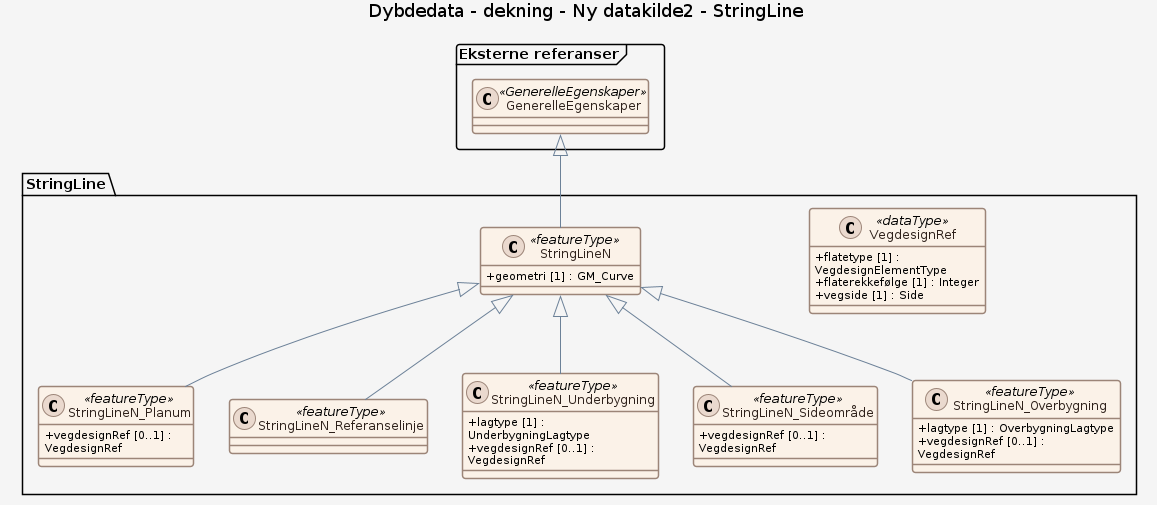 Dybdedata - dekning - Ny datakilde2 - StringLine
Eksterne referanser
C
«GenerelleEgenskaper»
GenerelleEgenskaper
StringLine
C
«featureType»
StringLineN
+geometri [1] : GM_Curve
C
«dataType»
VegdesignRef
+flatetype [1] :
VegdesignElementType
+flaterekkefølge [1] : Integer
+vegside [1] : Side
C
«featureType»
StringLineN_Planum
+vegdesignRef [0..1] :
VegdesignRef
C
«featureType»
StringLineN_Referanselinje
C
«featureType»
StringLineN_Underbygning
+lagtype [1] :
UnderbygningLagtype
+vegdesignRef [0..1] :
VegdesignRef
C
«featureType»
StringLineN_Sideområde
+vegdesignRef [0..1] :
VegdesignRef
C
«featureType»
StringLineN_Overbygning
+lagtype [1] : OverbygningLagtype
+vegdesignRef [0..1] :
VegdesignRef